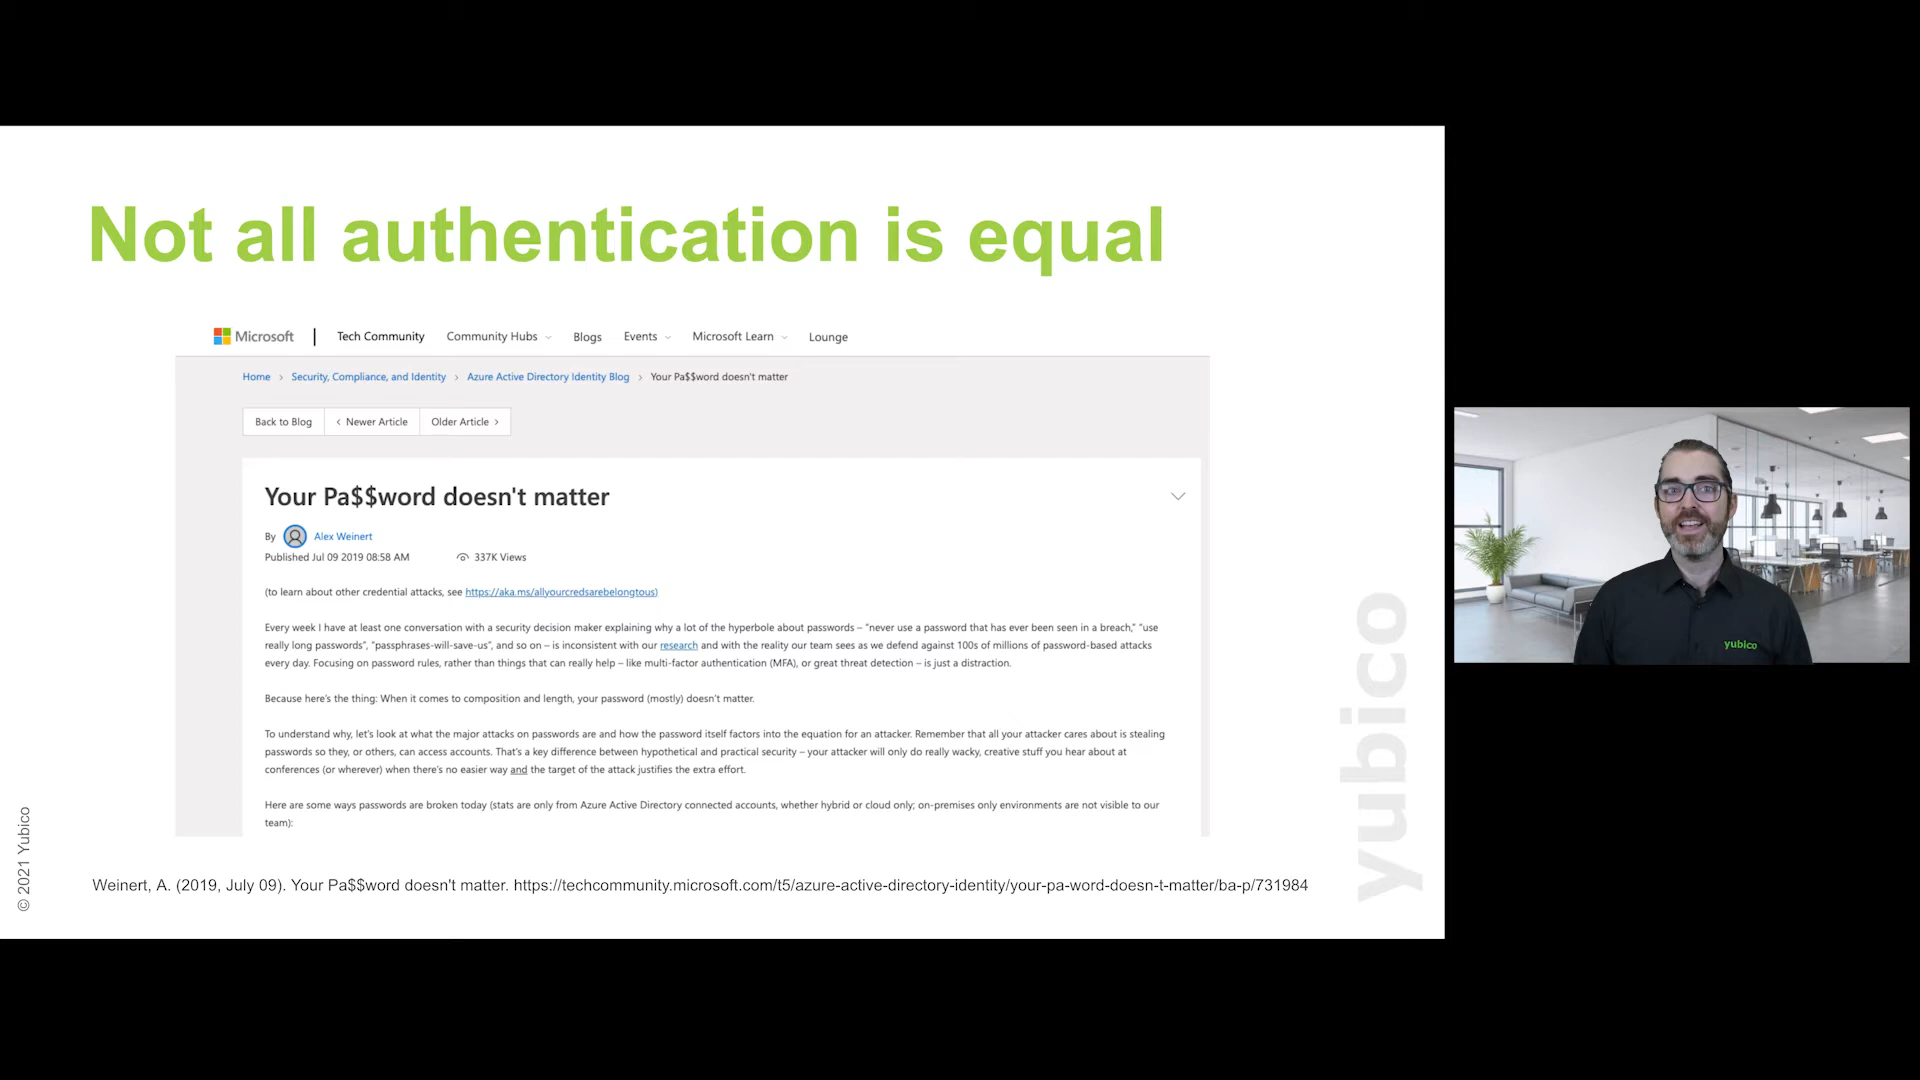 Not all authentication is equal
Microsoft | Tech Community Community Hubs Blogs Events Microsoft Learn Lounge
Home > Security, Compliance, and Identity > Azure Active Directory Identity Blog > Your Pa$$word doesn't matter
Back to Blog < Newer Article Older Article >
Your Pa$$word doesn't matter
By Alex Weinert
Published Jul 09 2019 08:58 AM 337K Views
(to learn about other credential attacks, see https://aka.ms/allyourcredsarebelongtous)
Every week I have at least one conversation with a security decision maker explaining why a lot of the hyperbole about passwords – "never use a password that has ever been seen in a breach," "use
really long passwords", "passphrases-will-save-us", and so on – is inconsistent with our research and with the reality our team sees as we defend against 100s of millions of password-based attacks
every day. Focusing on password rules, rather than things that can really help – like multi-factor authentication (MFA), or great threat detection – is just a distraction.
Because here's the thing: When it comes to composition and length, your password (mostly) doesn't matter.
To understand why, let's look at what the major attacks on passwords are and how the password itself factors into the equation for an attacker. Remember that all your attacker cares about is stealing
passwords so they, or others, can access accounts. That's a key difference between hypothetical and practical security – your attacker will only do really wacky, creative stuff you hear about at
conferences (or wherever) when there's no easier way and the target of the attack justifies the extra effort.
Here are some ways passwords are broken today (stats are only from Azure Active Directory connected accounts, whether hybrid or cloud only; on-premises only environments are not visible to our
team):
Weinert, A. (2019, July 09). Your Pa$$word doesn't matter. https://techcommunity.microsoft.com/t5/azure-active-directory-identity/your-pa-word-doesn-t-matter/ba-p/731984
© 2021 Yubico
yubico
yubico